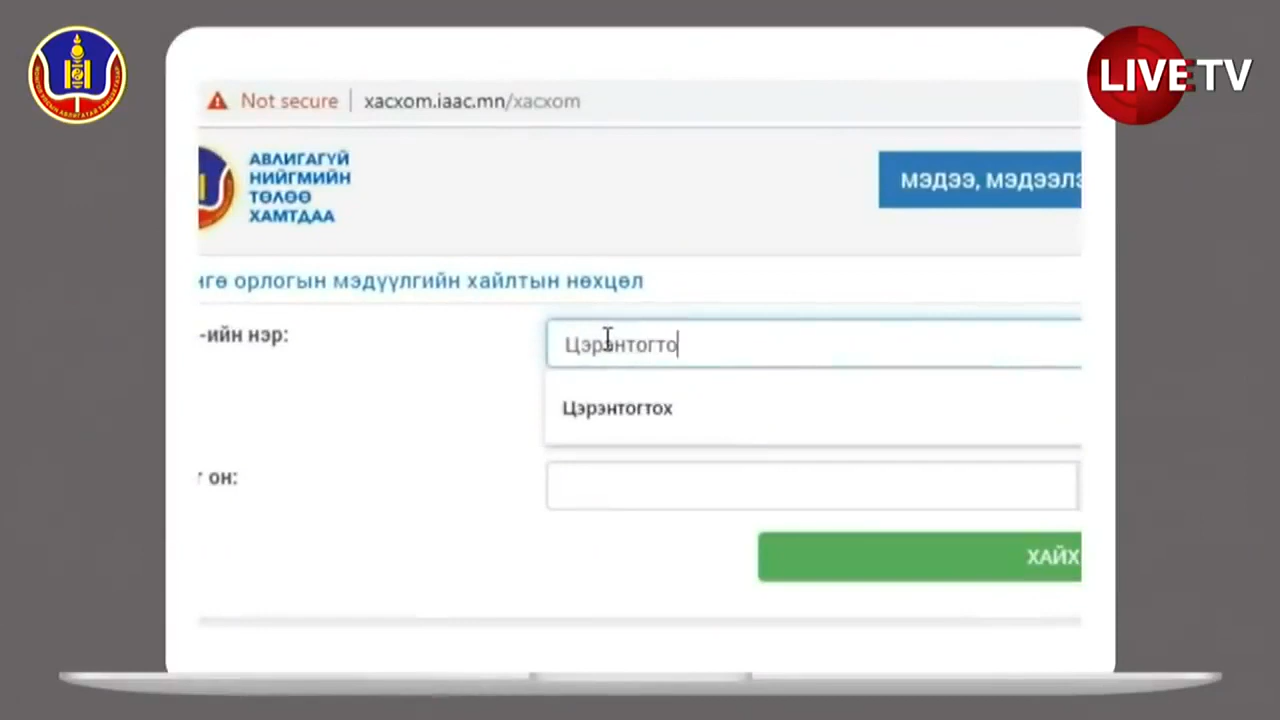 LIVE TV
Not secure | xacxom.iaac.mn/xacxom
АВЛИГАГҮЙ
НИЙГМИЙН
ТӨЛӨӨ
ХАМТДАА
МЭДЭЭ, МЭДЭЭЛЭ
нгө орлогын мэдүүлгийн хайлтын нөхцөл
-ийн нэр:
Цэрэнтогто
Цэрэнтогтох
он:
ХАЙХ